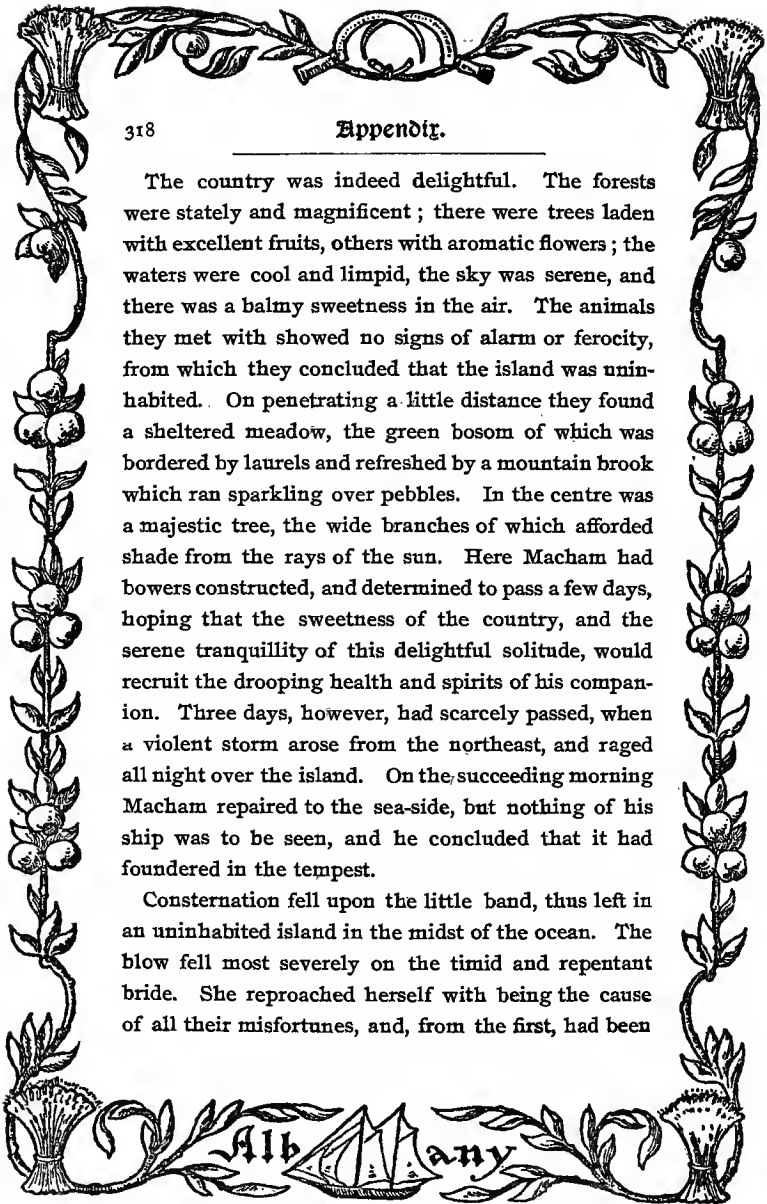 318 Appendix.
The country was indeed delightful. The forests
were stately and magnificent ; there were trees laden
with excellent fruits, others with aromatic flowers ; the
waters were cool and limpid, the sky was serene, and
there was a balmy sweetness in the air. The animals
they met with showed no signs of alarm or ferocity,
from which they concluded that the island was unin-
habited. On penetrating a little distance they found
a sheltered meadow, the green bosom of which was
bordered by laurels and refreshed by a mountain brook
which ran sparkling over pebbles. In the centre was
a majestic tree, the wide branches of which afforded
shade from the rays of the sun. Here Macham had
bowers constructed, and determined to pass a few days,
hoping that the sweetness of the country, and the
serene tranquillity of this delightful solitude, would
recruit the drooping health and spirits of his compan-
ion. Three days, however, had scarcely passed, when
a violent storm arose from the northeast, and raged
all night over the island. On the succeeding morning
Macham repaired to the sea-side, but nothing of his
ship was to be seen, and he concluded that it had
foundered in the tempest.
Consternation fell upon the little band, thus left in
an uninhabited island in the midst of the ocean. The
blow fell most severely on the timid and repentant
bride. She reproached herself with being the cause
of all their misfortunes, and, from the first, had been
Alb any